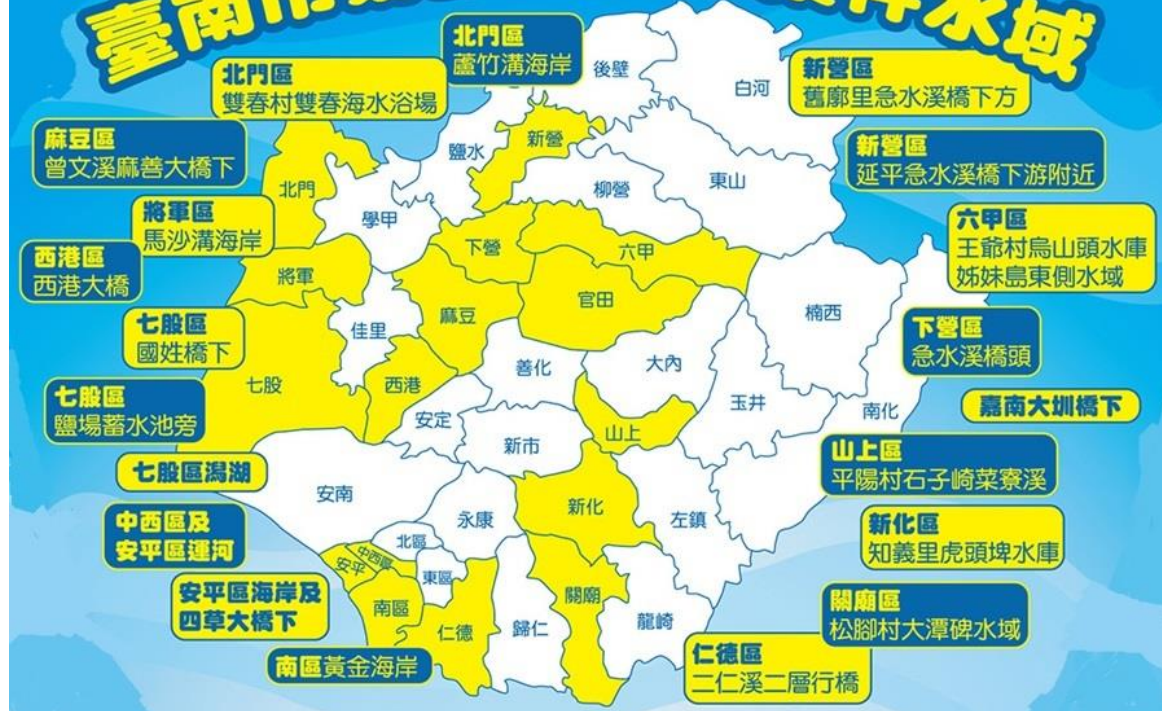 臺南市
件水域
北門區
蘆竹溝海岸
北門區
雙春村雙春海水浴場
麻豆區
曾文溪麻善大橋下
將軍區
馬沙溝海岸
西港區
西港大橋
七股區
國姓橋下
七股區
鹽場蓄水池旁
七股區潟湖
中西區及
安平區運河
安平區海岸及
四草大橋下
南區黃金海岸
新營區
舊廓里急水溪橋下方
新營區
延平急水溪橋下游附近
六甲區
王爺村烏山頭水庫
姊妹島東側水域
下營區
急水溪橋頭
嘉南大圳橋下
山上區
平陽村石子崎菜寮溪
新化區
知義里虎頭埤水庫
關廟區
松腳村大潭碑水域
仁德區
二仁溪二層行橋
後壁
白河
新營
鹽水
北門
學甲
柳營
東山
下營
六甲
將軍
麻豆
官田
楠西
佳里
七股
西港
善化
大內
安定
玉井
南化
新市
山上
安南
永康
新化
左鎮
北區
中西區
安平
東區
南區
仁德
歸仁
關廟
龍崎